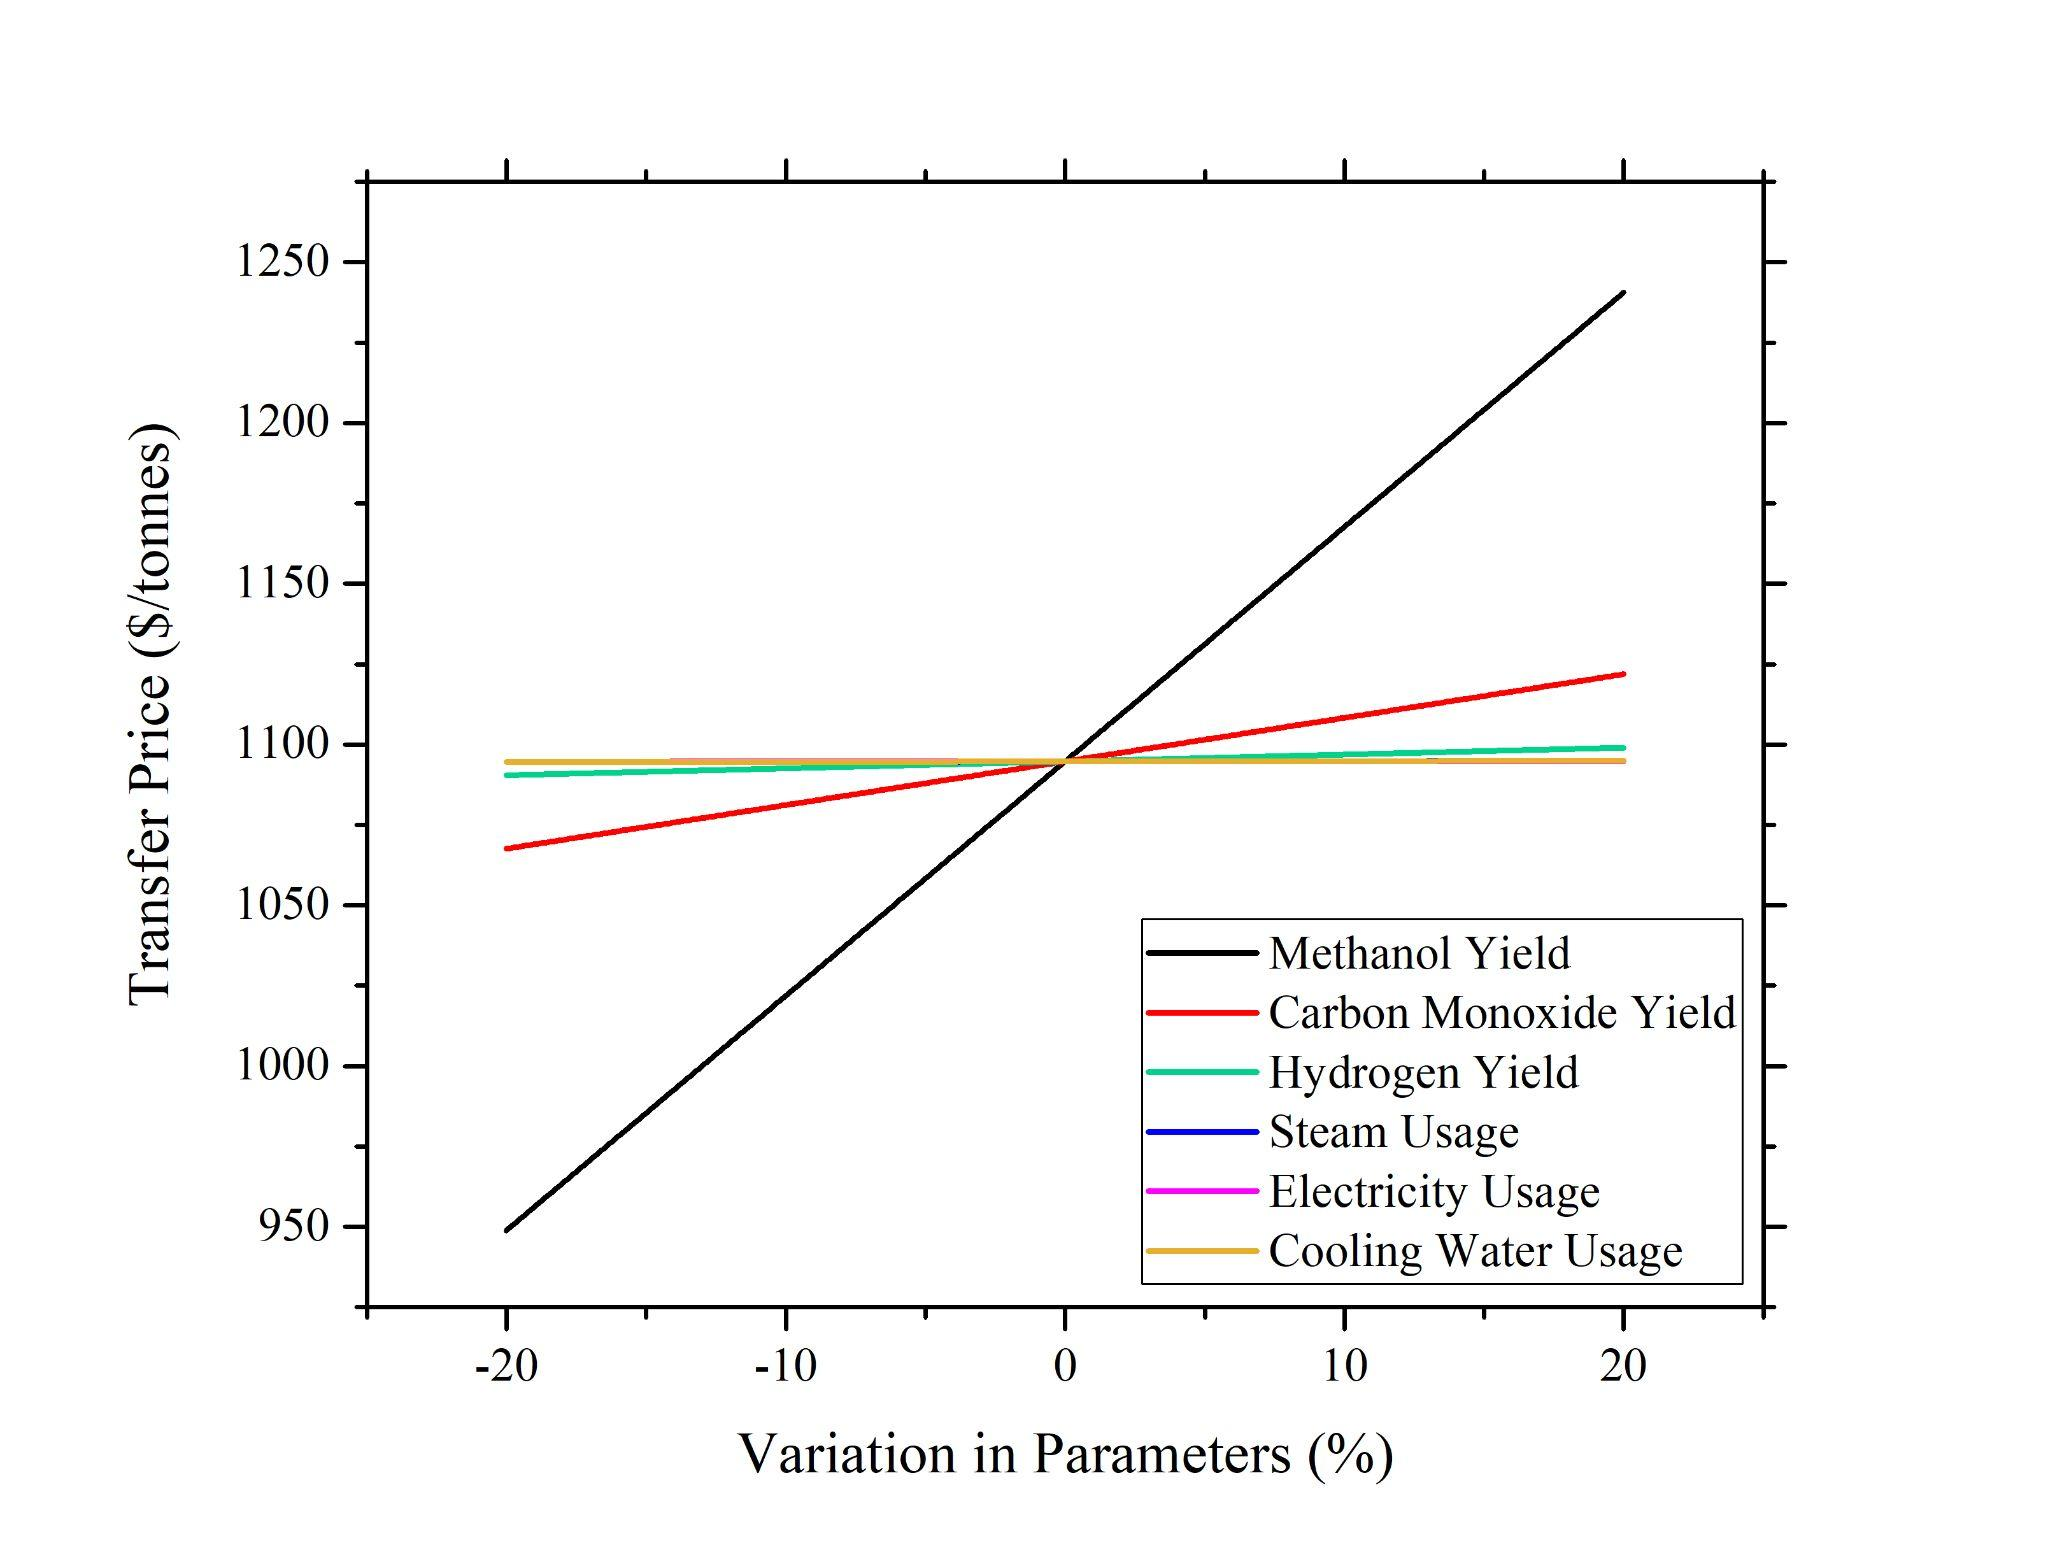 1250
1200
1150
1100
1050
1000
950
Transfer Price ($/tonnes)
Methanol Yield
Carbon Monoxide Yield
Hydrogen Yield
Steam Usage
Electricity Usage
Cooling Water Usage
-20 -10 0 10 20
Variation in Parameters (%)